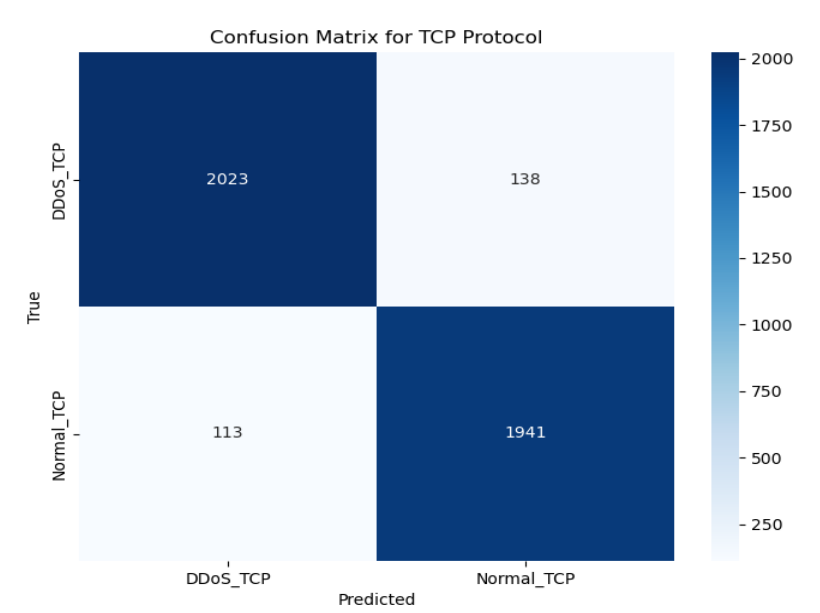 Confusion Matrix for TCP Protocol
True
DDoS_TCP
Normal_TCP
2023
138
113
1941
DDoS_TCP
Normal_TCP
Predicted
2000
1750
1500
1250
1000
750
500
250